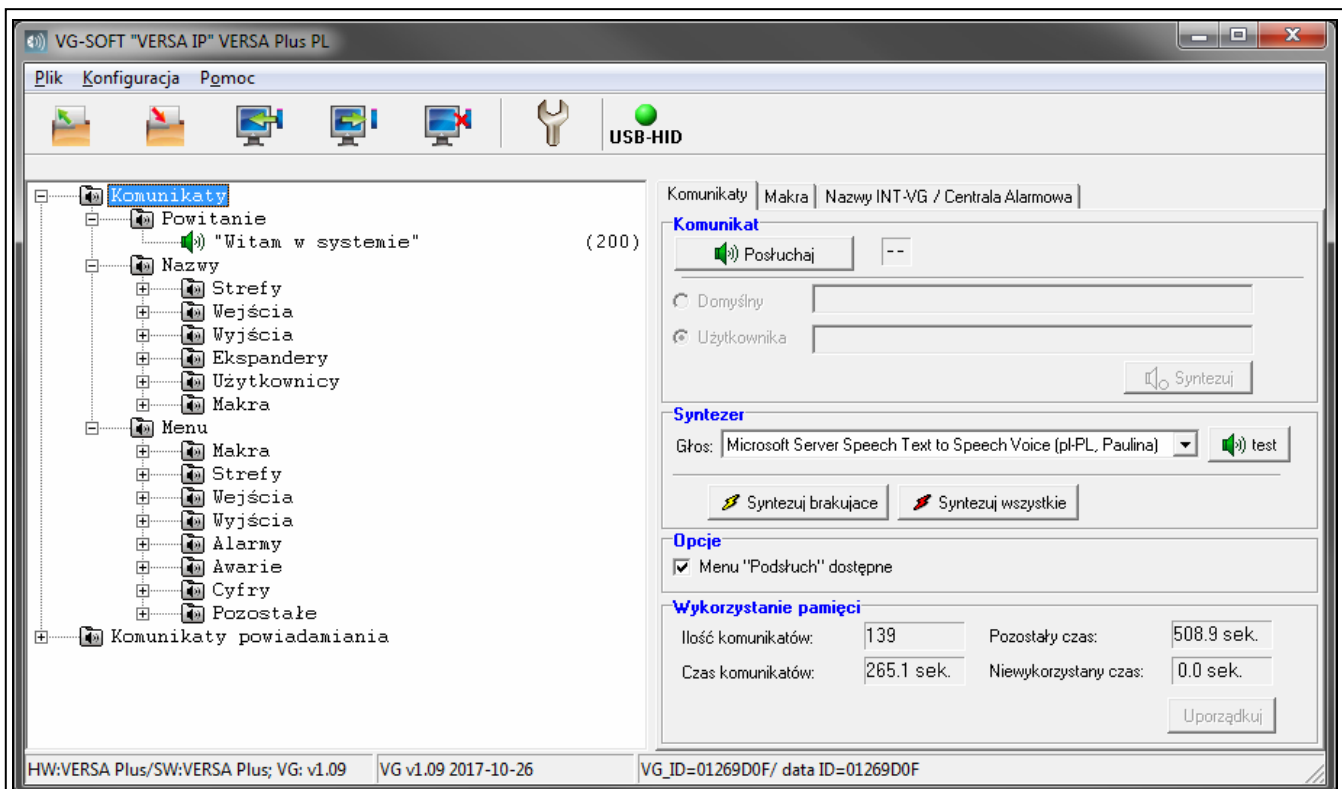 VG-SOFT "VERSA IP" VERSA Plus PL
Plik Konfiguracja Pomoc
USB-HID
Komunikaty
Powitanie
"Witam w systemie" (200)
Nazwy
Strefy
Wejścia
Wyjścia
Ekspandery
Użytkownicy
Makra
Menu
Makra
Strefy
Wejścia
Wyjścia
Alarmy
Awarie
Cyfry
Pozostałe
Komunikaty powiadamiania
Komunikaty Makra Nazwy INT-VG / Centrala Alarmowa
Komunikat
Posłuchaj --
Domyślny
Użytkownika
Syntezuj
Syntezer
Głos: Microsoft Server Speech Text to Speech Voice (pl-PL, Paulina) test
Syntezuj brakujace Syntezuj wszystkie
Opcje
Menu "Podsłuch" dostępne
Wykorzystanie pamięci
Ilość komunikatów: 139 Pozostały czas: 508.9 sek.
Czas komunikatów: 265.1 sek. Niewykorzystany czas: 0.0 sek.
Uporządkuj
HW:VERSA Plus/SW:VERSA Plus; VG: v1.09 VG v1.09 2017-10-26 VG_ID=01269D0F/ data ID=01269D0F